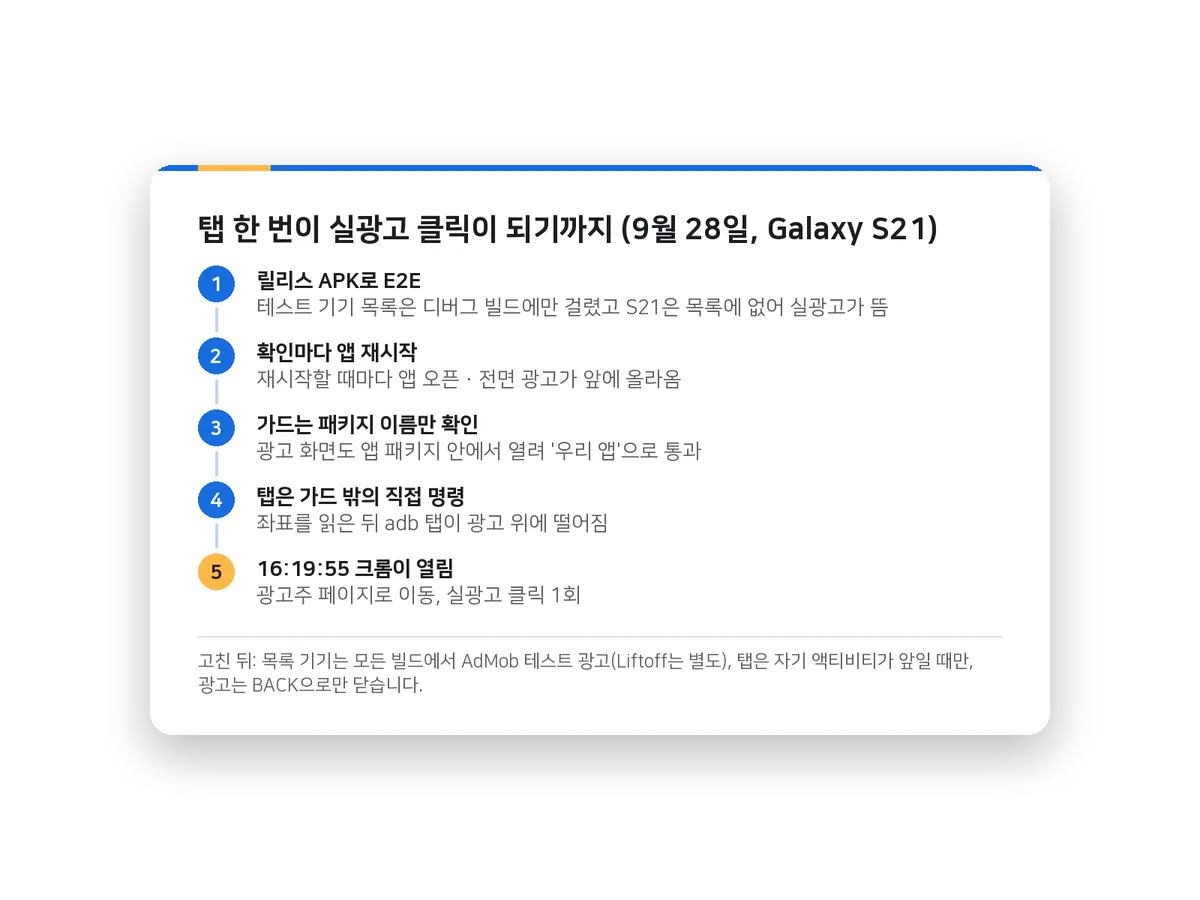 탭 한 번이 실광고 클릭이 되기까지 (9월 28일, Galaxy S21)
1 릴리스 APK로 E2E
테스트 기기 목록은 디버그 빌드에만 걸렸고 S21은 목록에 없어 실광고가 뜸
2 확인마다 앱 재시작
재시작할 때마다 앱 오픈 · 전면 광고가 앞에 올라옴
3 가드는 패키지 이름만 확인
광고 화면도 앱 패키지 안에서 열려 '우리 앱'으로 통과
4 탭은 가드 밖의 직접 명령
좌표를 읽은 뒤 adb 탭이 광고 위에 떨어짐
5 16:19:55 크롬이 열림
광고주 페이지로 이동, 실광고 클릭 1회
고친 뒤: 목록 기기는 모든 빌드에서 AdMob 테스트 광고(Liftoff는 별도), 탭은 자기 액티비티가 앞일 때만,
광고는 BACK으로만 닫습니다.